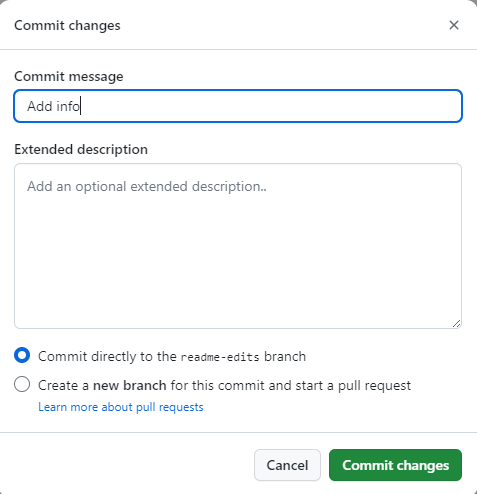 Commit changes
Commit message
Add info
Extended description
Add an optional extended description..
Commit directly to the readme-edits branch
Create a new branch for this commit and start a pull request
Learn more about pull requests
Cancel
Commit changes